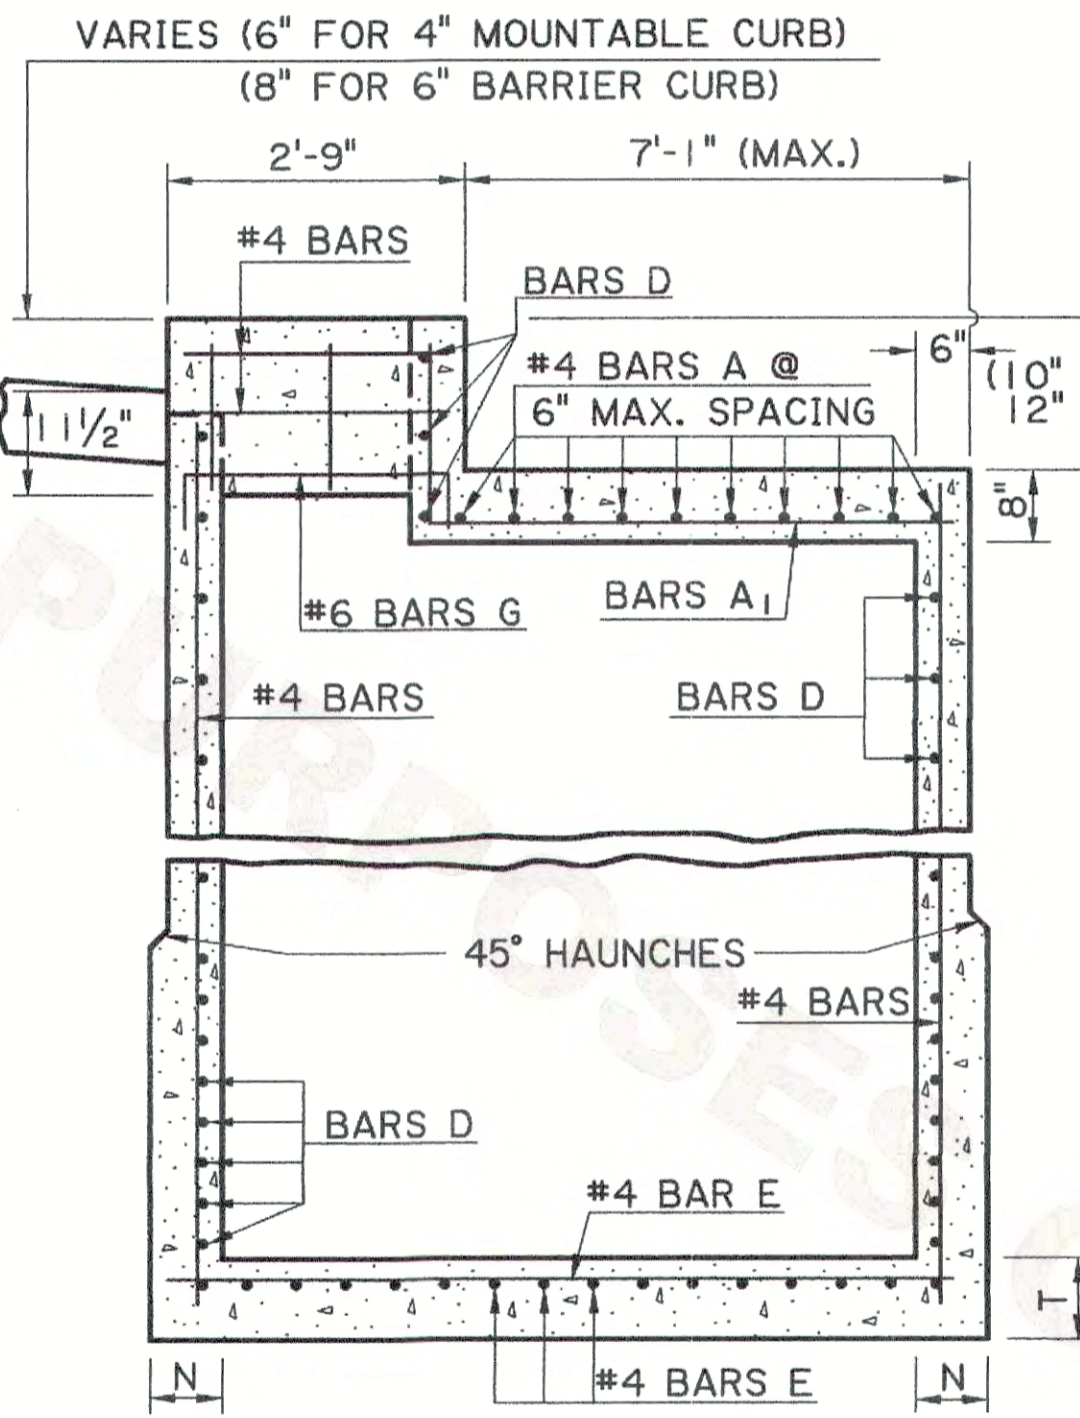 VARIES (6" FOR 4" MOUNTABLE CURB)
(8" FOR 6" BARRIER CURB)
2'-9"
7'-1" (MAX.)
#4 BARS
BARS D
6"
#4 BARS A @
(10"
6" MAX. SPACING
12"
11½"
8"
#6 BARS G
BARS A1
#4 BARS
BARS D
45° HAUNCHES
#4 BARS
BARS D
#4 BAR E
T
N
#4 BARS E
N
PURPOSES